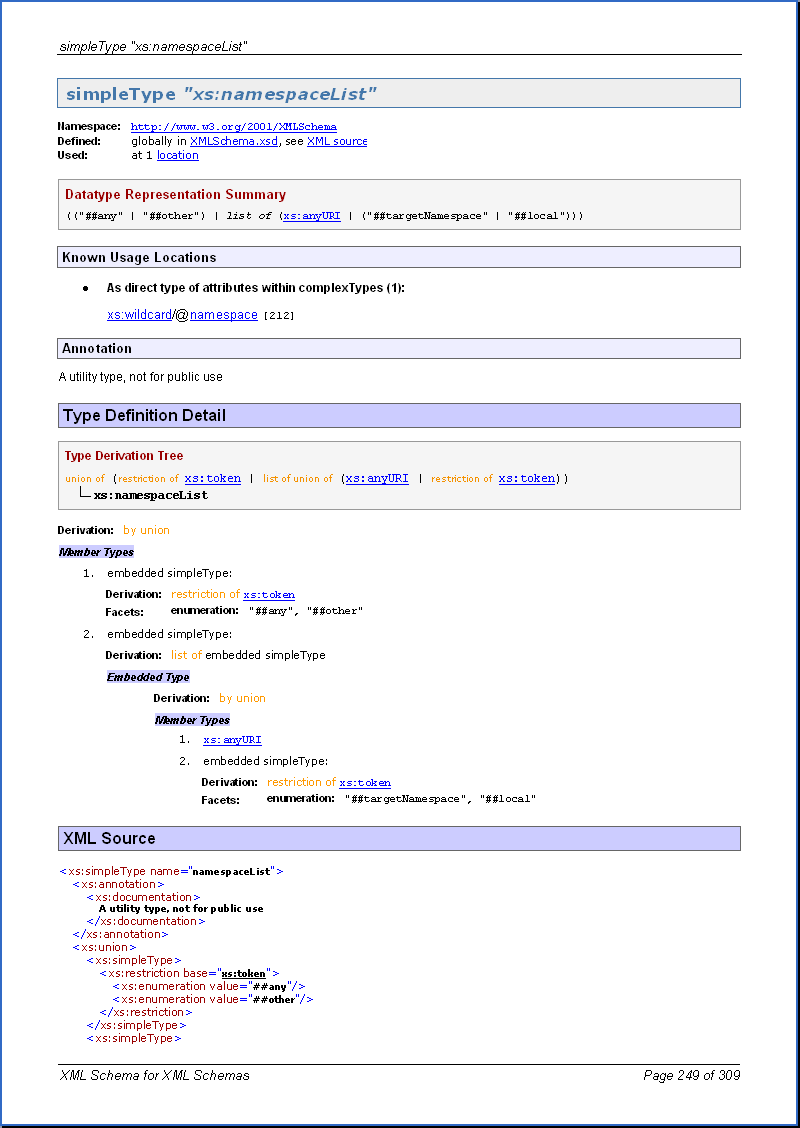 simpleType "xs:namespaceList"
simpleType "xs:namespaceList"
Namespace: http://www.w3.org/2001/XMLSchema
Defined: globally in XMLSchema.xsd, see XML source
Used: at 1 location
Datatype Representation Summary
(("##any" | "##other") | list of (xs:anyURI | ("##targetNamespace" | "##local")))
Known Usage Locations
• As direct type of attributes within complexTypes (1):
xs:wildcard/@namespace [212]
Annotation
A utility type, not for public use
Type Definition Detail
Type Derivation Tree
union of (restriction of xs:token | list of union of (xs:anyURI | restriction of xs:token))
xs:namespaceList
Derivation: by union
Member Types
1. embedded simpleType:
Derivation: restriction of xs:token
Facets: enumeration: "##any", "##other"
2. embedded simpleType:
Derivation: list of embedded simpleType
Embedded Type
Derivation: by union
Member Types
1. xs:anyURI
2. embedded simpleType:
Derivation: restriction of xs:token
Facets: enumeration: "##targetNamespace", "##local"
XML Source
<xs:simpleType name="namespaceList">
<xs:annotation>
<xs:documentation>
A utility type, not for public use
</xs:documentation>
</xs:annotation>
<xs:union>
<xs:simpleType>
<xs:restriction base="xs:token">
<xs:enumeration value="##any"/>
<xs:enumeration value="##other"/>
</xs:restriction>
</xs:simpleType>
<xs:simpleType>
XML Schema for XML Schemas Page 249 of 309